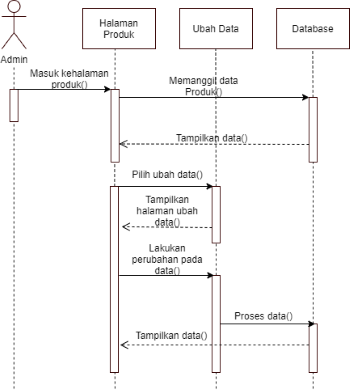 Halaman
Produk
Ubah Data
Database
Admin
Masuk kehalaman
produk()
Memanggil data
Produk()
Tampilkan data()
Pilih ubah data()
Tampilkan
halaman ubah
data()
Lakukan
perubahan pada
data()
Proses data()
Tampilkan data()